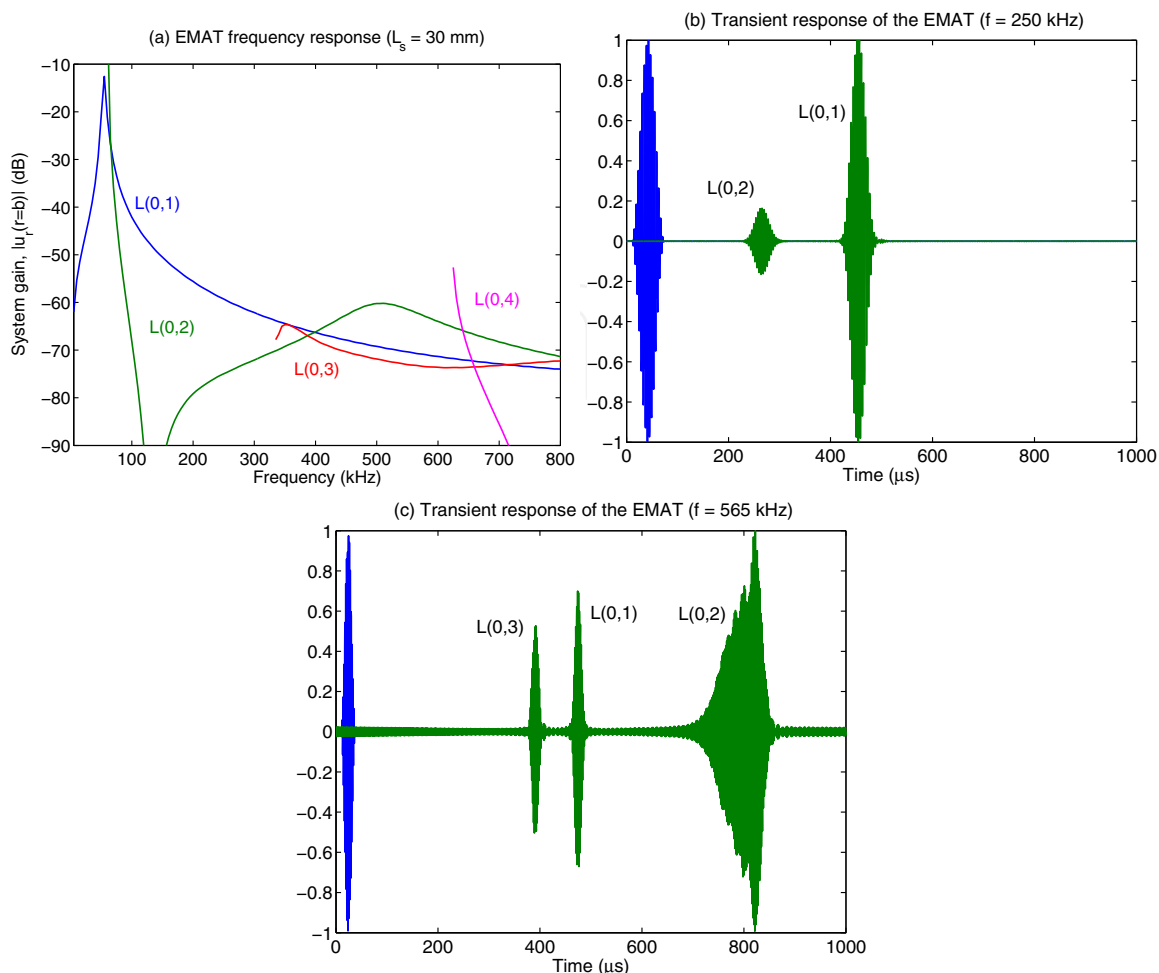 (a) EMAT frequency response (Ls = 30 mm)
System gain, |ur(r=b)| (dB)
−10
−20
−30
−40
−50
−60
−70
−80
−90
L(0,1)
L(0,2)
L(0,3)
L(0,4)
100 200 300 400 500 600 700 800
Frequency (kHz)
(b) Transient response of the EMAT (f = 250 kHz)
1
0.8
0.6
0.4
0.2
0
−0.2
−0.4
−0.6
−0.8
−1
L(0,1)
L(0,2)
0 200 400 600 800 1000
Time (μs)
(c) Transient response of the EMAT (f = 565 kHz)
1
0.8
0.6
0.4
0.2
0
−0.2
−0.4
−0.6
−0.8
−1
L(0,3)
L(0,1)
L(0,2)
0 200 400 600 800 1000
Time (μs)